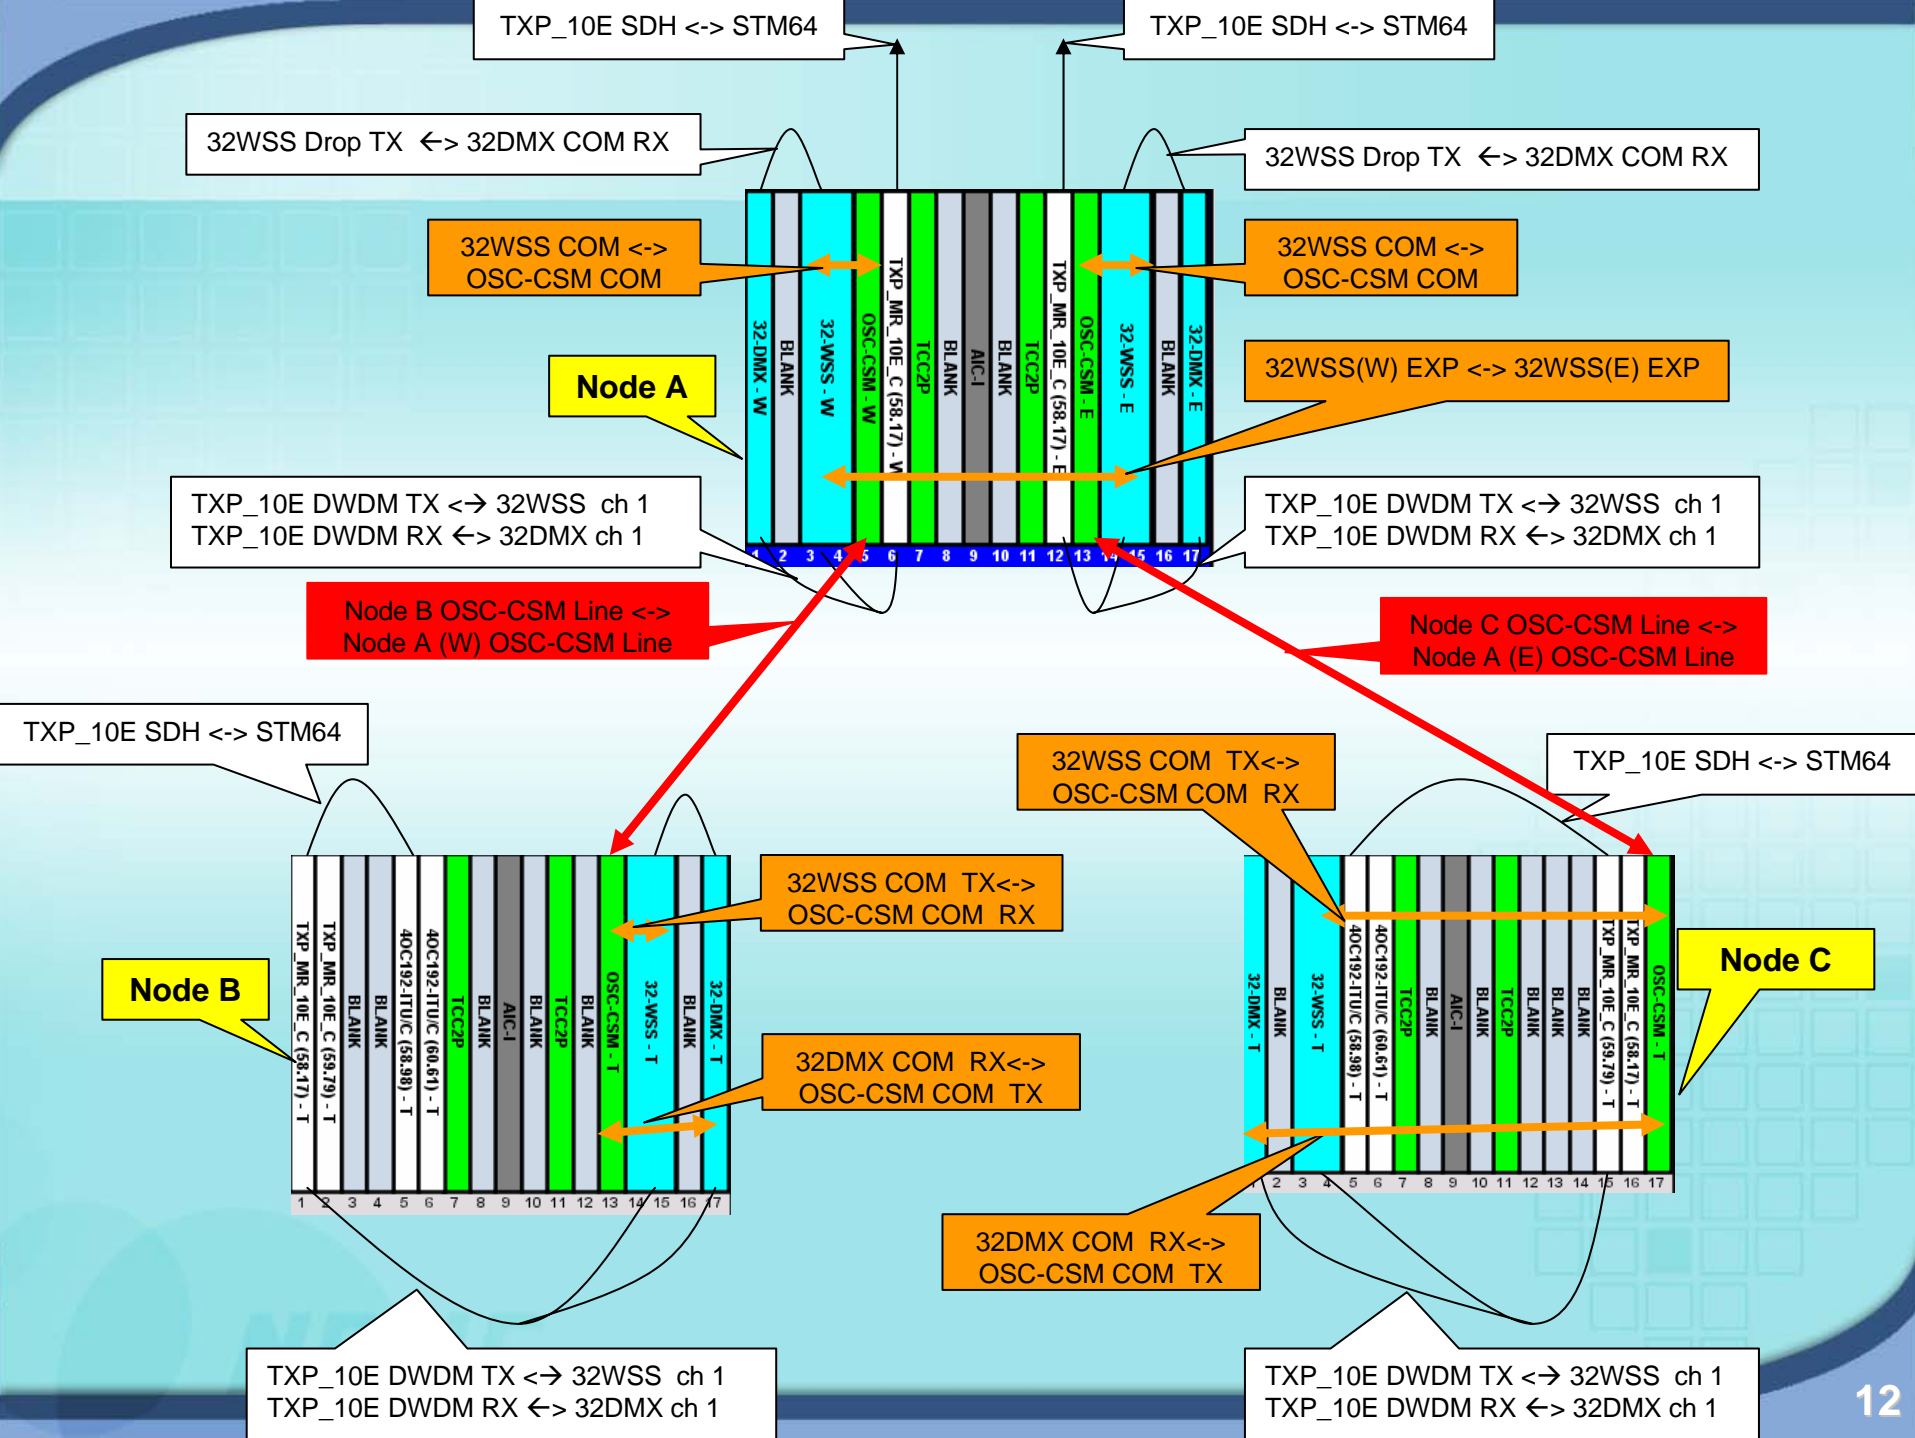 TXP_10E SDH <-> STM64
TXP_10E SDH <-> STM64
32WSS Drop TX ←> 32DMX COM RX
32WSS Drop TX ←> 32DMX COM RX
32WSS COM <->
OSC-CSM COM
32WSS COM <->
OSC-CSM COM
32WSS(W) EXP <-> 32WSS(E) EXP
Node A
32-DMX - W
BLANK
32-WSS - W
OSC-CSM - W
TXP_MR_10E_C (58.17) - W
TCC2P
BLANK
AIC-I
BLANK
TCC2P
TXP_MR_10E_C (58.17) - E
OSC-CSM - E
32-WSS - E
BLANK
32-DMX - E
1 2 3 4 5 6 7 8 9 10 11 12 13 14 15 16 17
TXP_10E DWDM TX <→ 32WSS ch 1
TXP_10E DWDM RX ←> 32DMX ch 1
TXP_10E DWDM TX <→ 32WSS ch 1
TXP_10E DWDM RX ←> 32DMX ch 1
Node B OSC-CSM Line <->
Node A (W) OSC-CSM Line
Node C OSC-CSM Line <->
Node A (E) OSC-CSM Line
TXP_10E SDH <-> STM64
32WSS COM TX<->
OSC-CSM COM RX
TXP_10E SDH <-> STM64
Node B
TXP_MR_10E_C (58.17) - T
TXP_MR_10E_C (59.79) - T
BLANK
BLANK
4OC192-ITU/C (58.98) - T
4OC192-ITU/C (60.61) - T
TCC2P
BLANK
AIC-I
BLANK
TCC2P
BLANK
OSC-CSM - T
32-WSS - T
BLANK
32-DMX - T
1 2 3 4 5 6 7 8 9 10 11 12 13 14 15 16 17
32WSS COM TX<->
OSC-CSM COM RX
32DMX COM RX<->
OSC-CSM COM TX
Node C
32-DMX - T
BLANK
32-WSS - T
4OC192-ITU/C (58.98) - T
4OC192-ITU/C (60.61) - T
TCC2P
BLANK
AIC-I
BLANK
TCC2P
BLANK
BLANK
BLANK
TXP_MR_10E_C (59.79) - T
TXP_MR_10E_C (58.17) - T
OSC-CSM - T
1 2 3 4 5 6 7 8 9 10 11 12 13 14 15 16 17
32DMX COM RX<->
OSC-CSM COM TX
TXP_10E DWDM TX <→ 32WSS ch 1
TXP_10E DWDM RX ←> 32DMX ch 1
TXP_10E DWDM TX <→ 32WSS ch 1
TXP_10E DWDM RX ←> 32DMX ch 1
12